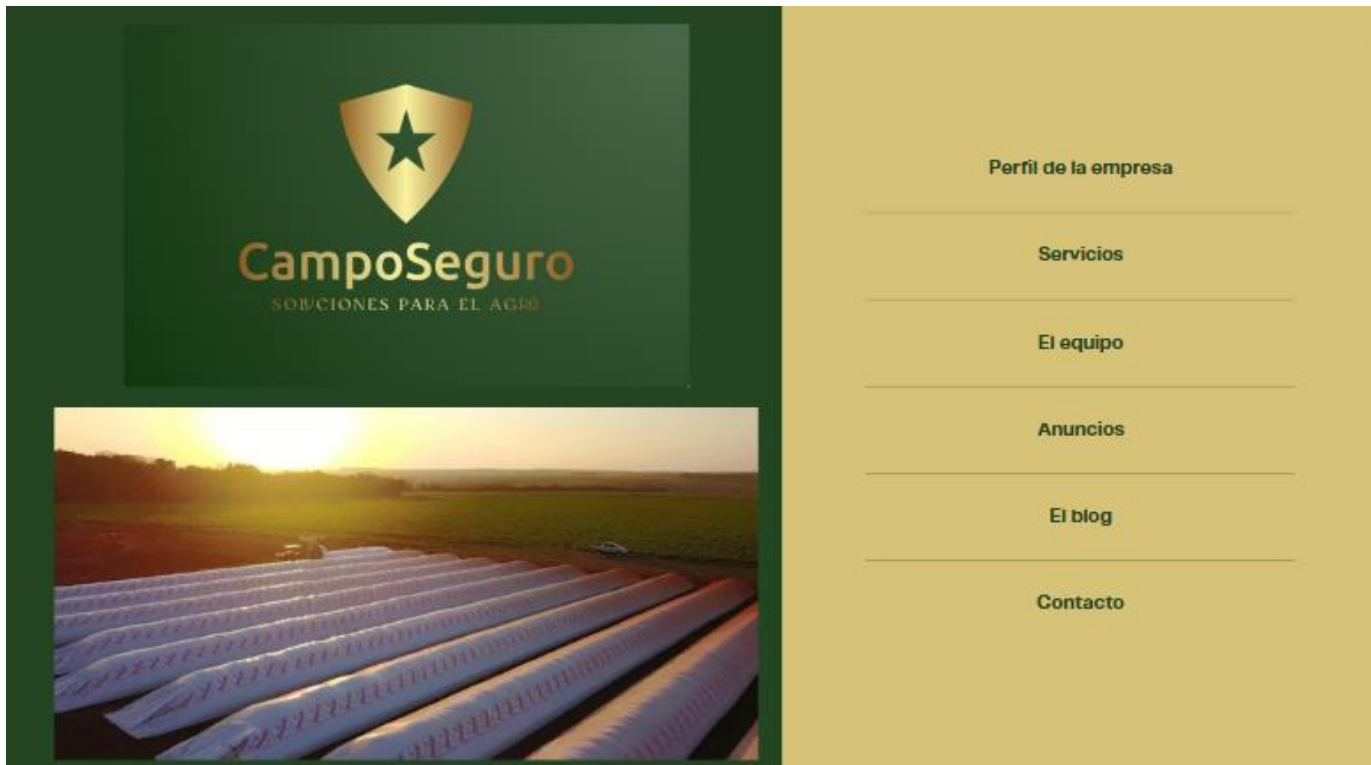 CampoSeguro
SOLUCIONES PARA EL AGRO
Perfil de la empresa
Servicios
El equipo
Anuncios
El blog
Contacto